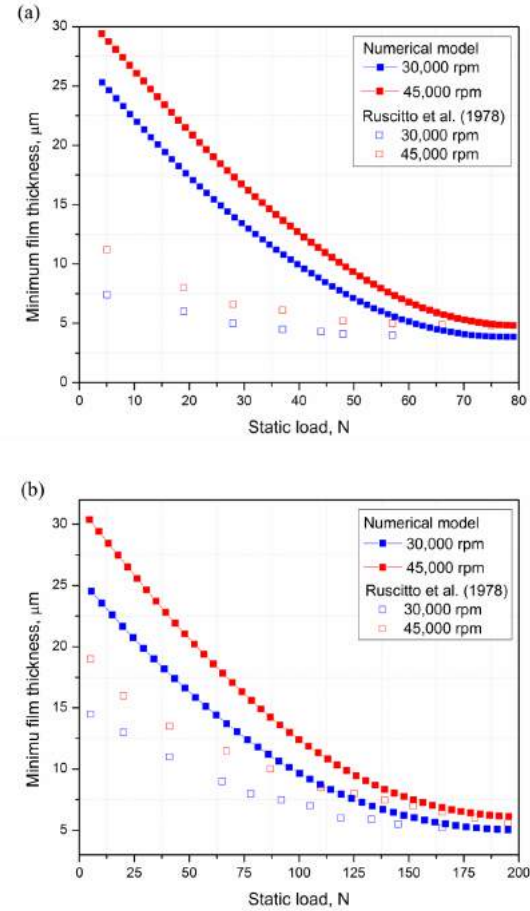 (a)
30
25
20
15
10
5
0
Minimum film thickness, μm
Numerical model
30,000 rpm
45,000 rpm
Ruscitto et al. (1978)
30,000 rpm
45,000 rpm
0 10 20 30 40 50 60 70 80
Static load, N
(b)
30
25
20
15
10
5
Minimu film thickness, μm
Numerical model
30,000 rpm
45,000 rpm
Ruscitto et al. (1978)
30,000 rpm
45,000 rpm
0 25 50 75 100 125 150 175 200
Static load, N